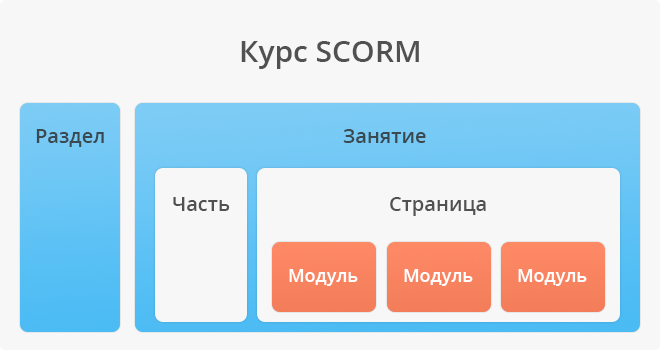 Курс SCORM
Раздел
Занятие
Часть
Страница
Модуль
Модуль
Модуль